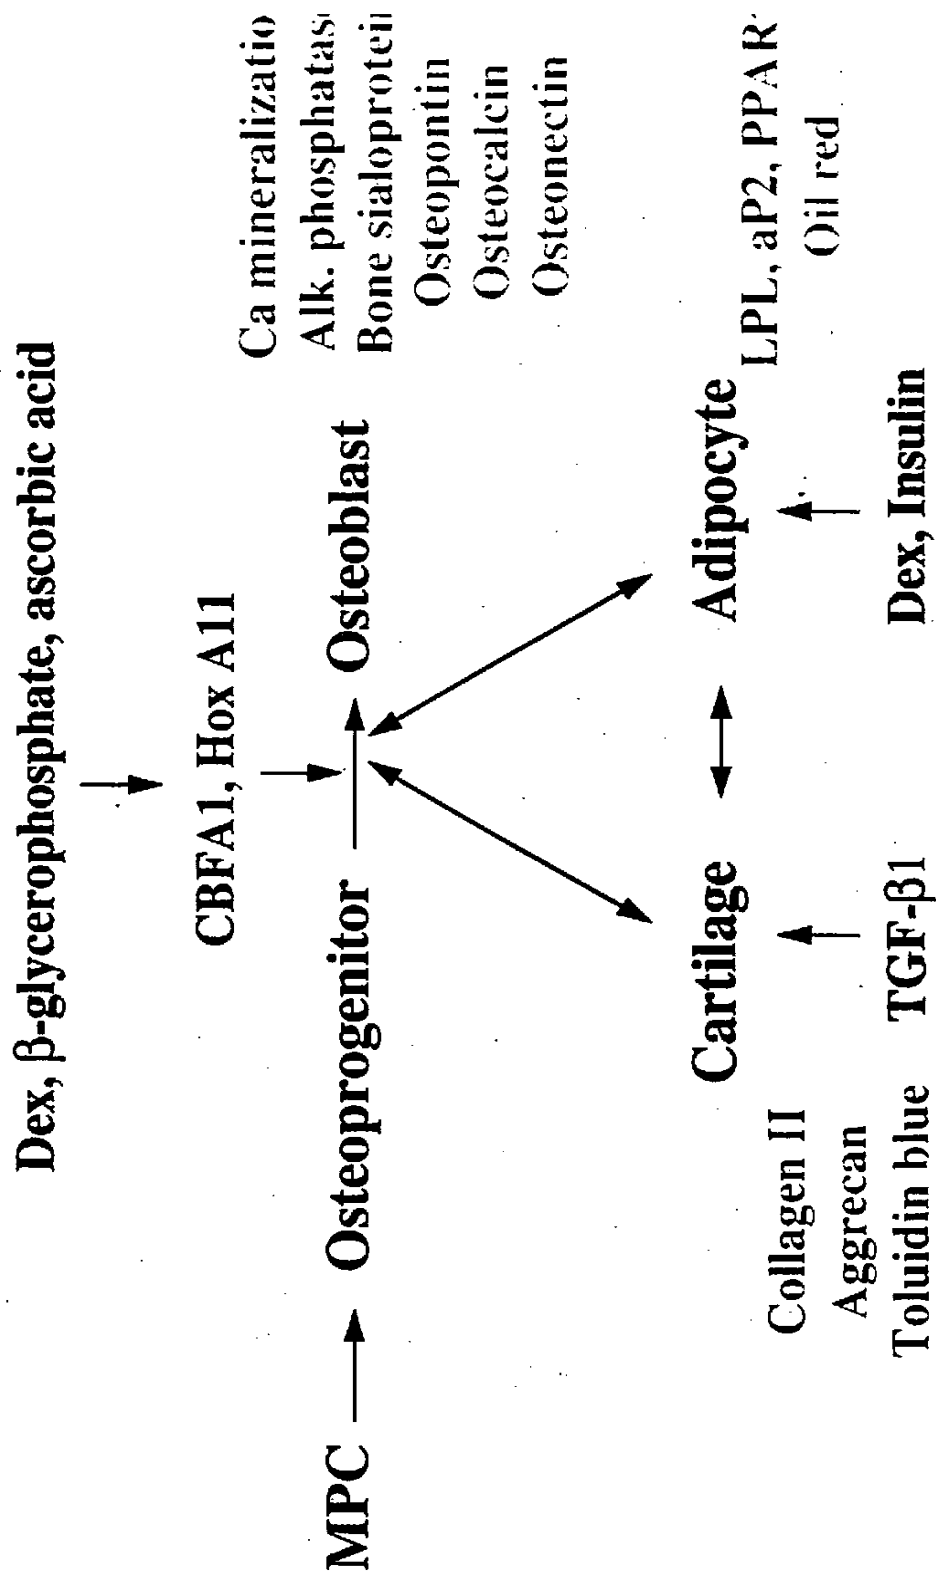 Dex, β-glycerophosphate, ascorbic acid
CBFA1, Hox A11
MPC
Osteoprogenitor
Osteoblast
Ca mineralizatio
Alk. phosphatas
Bone sialoprotei
Osteopontin
Osteocalcin
Osteonectin
Cartilage
Adipocyte
LPL, aP2, PPAR
Oil red
Collagen II
Aggrecan
Toluidin blue
TGF-β1
Dex, Insulin